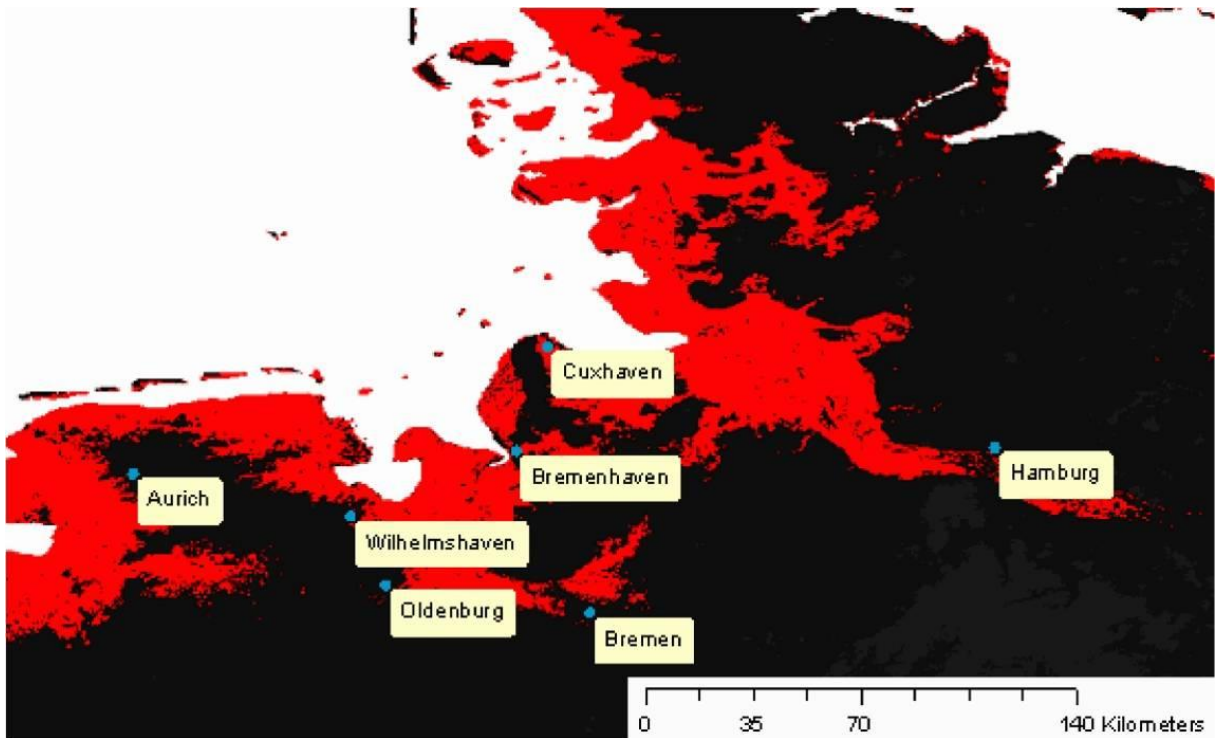 Cuxhaven
Bremenhaven
Hamburg
Aurich
Wilhelmshaven
Oldenburg
Bremen
0 35 70 140 Kilometers